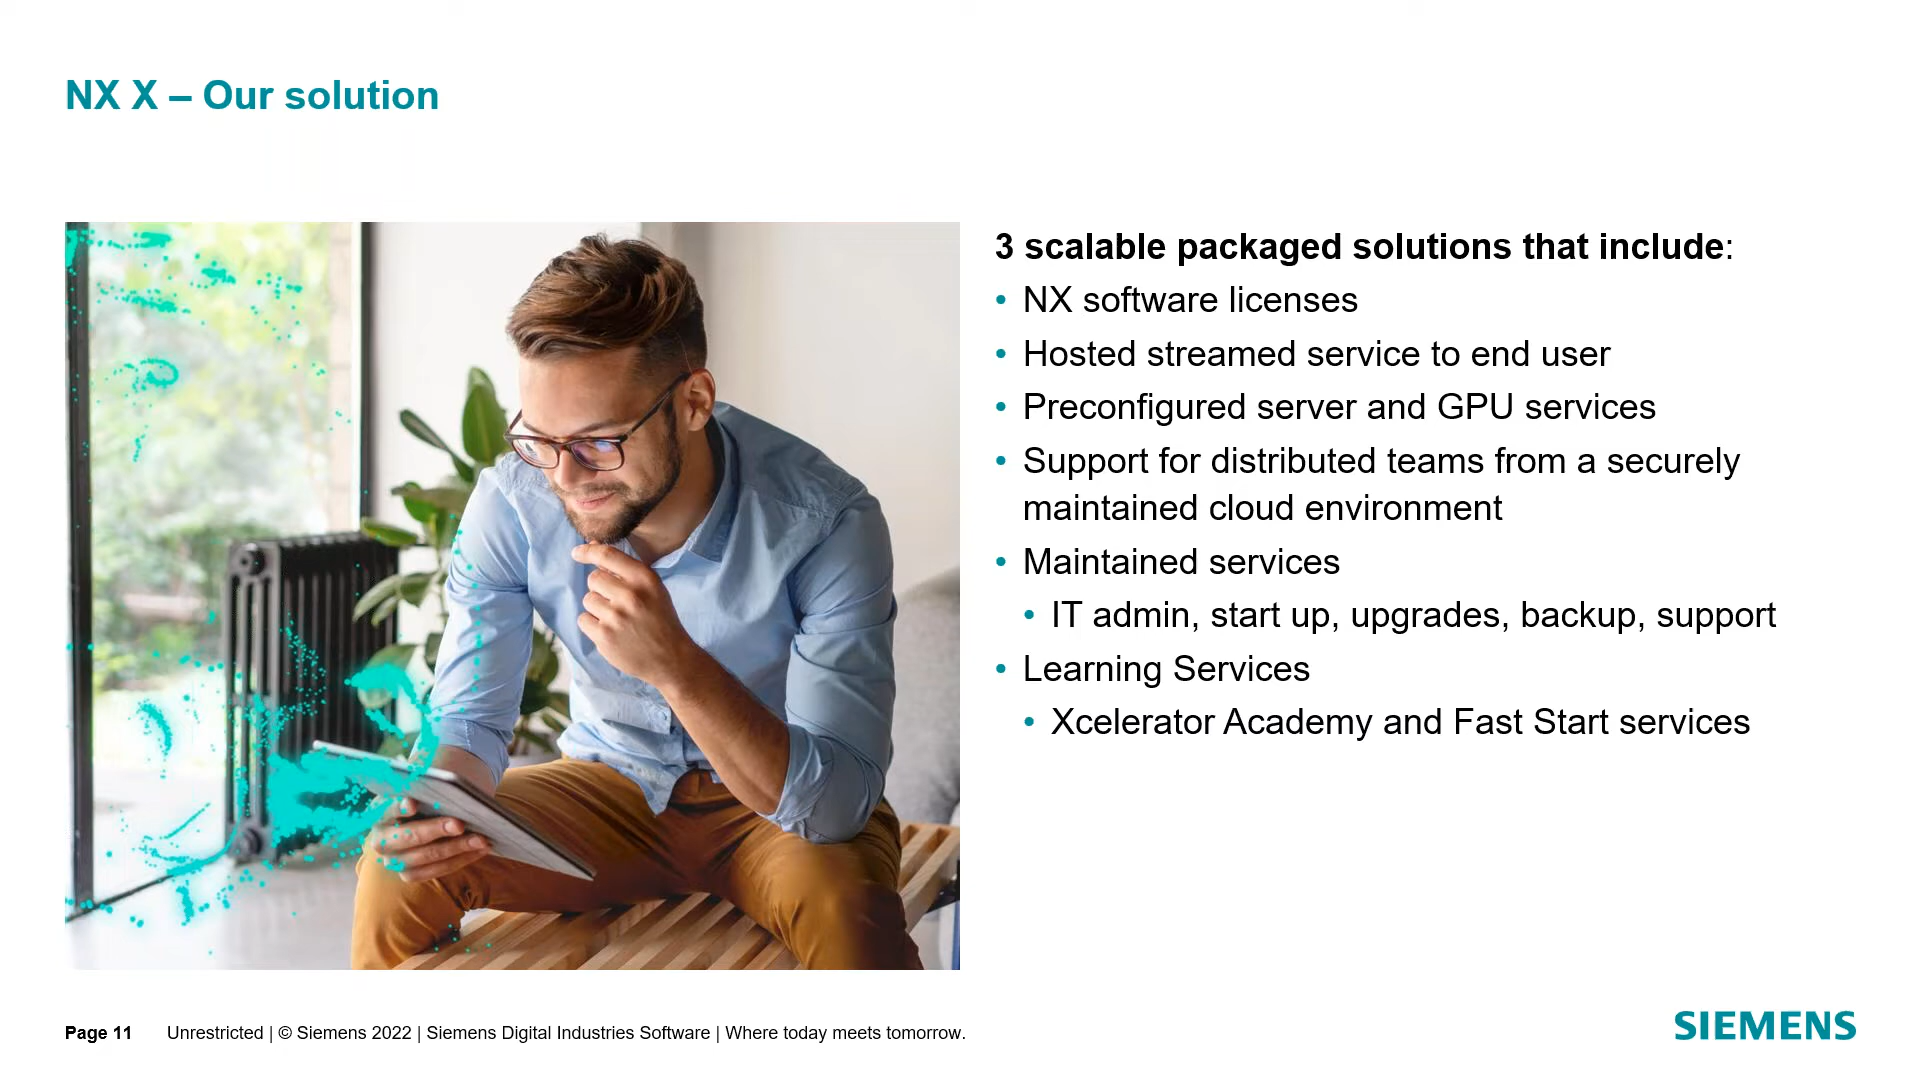 NX X – Our solution
3 scalable packaged solutions that include:
• NX software licenses
• Hosted streamed service to end user
• Preconfigured server and GPU services
• Support for distributed teams from a securely
maintained cloud environment
• Maintained services
• IT admin, start up, upgrades, backup, support
• Learning Services
• Xcelerator Academy and Fast Start services
Page 11 Unrestricted | © Siemens 2022 | Siemens Digital Industries Software | Where today meets tomorrow.
SIEMENS